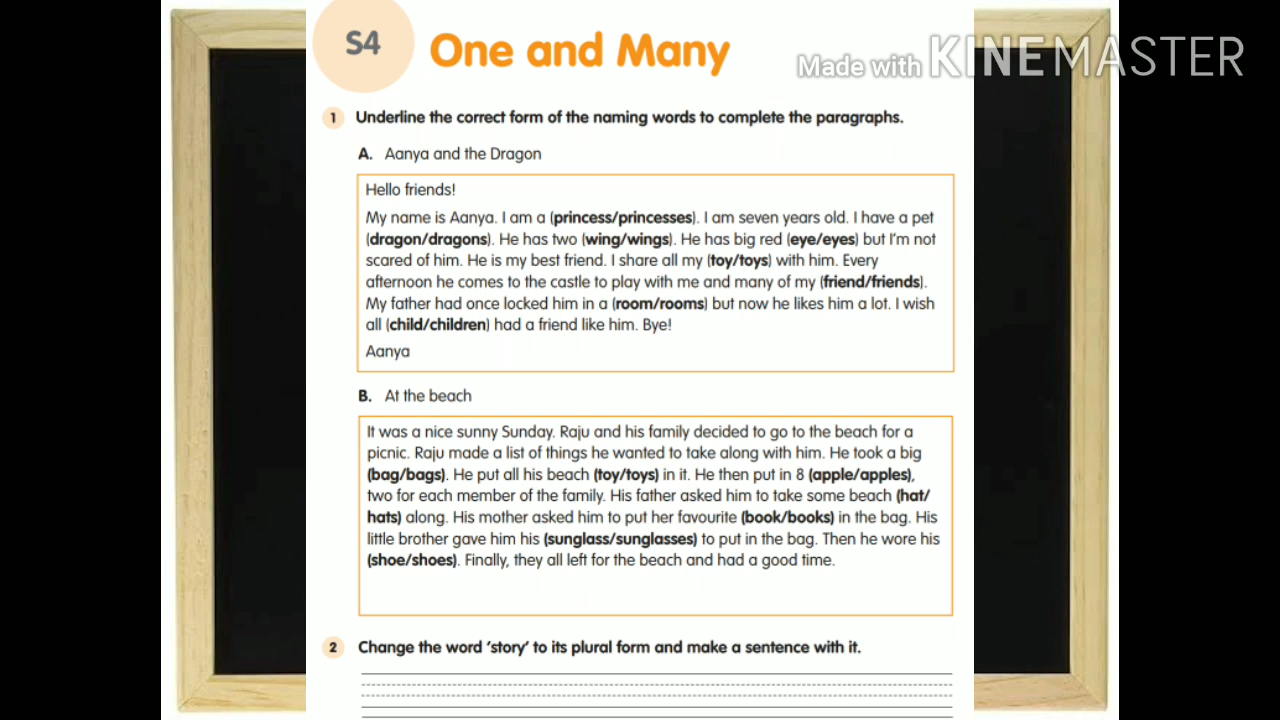 S4
One and Many
Made with KINEMASTER
1 Underline the correct form of the naming words to complete the paragraphs.
A. Aanya and the Dragon
Hello friends!
My name is Aanya. I am a (princess/princesses). I am seven years old. I have a pet
(dragon/dragons). He has two (wing/wings). He has big red (eye/eyes) but I'm not
scared of him. He is my best friend. I share all my (toy/toys) with him. Every
afternoon he comes to the castle to play with me and many of my (friend/friends).
My father had once locked him in a (room/rooms) but now he likes him a lot. I wish
all (child/children) had a friend like him. Bye!
Aanya
B. At the beach
It was a nice sunny Sunday. Raju and his family decided to go to the beach for a
picnic. Raju made a list of things he wanted to take along with him. He took a big
(bag/bags). He put all his beach (toy/toys) in it. He then put in 8 (apple/apples),
two for each member of the family. His father asked him to take some beach (hat/
hats) along. His mother asked him to put her favourite (book/books) in the bag. His
little brother gave him his (sunglass/sunglasses) to put in the bag. Then he wore his
(shoe/shoes). Finally, they all left for the beach and had a good time.
2 Change the word 'story' to its plural form and make a sentence with it.